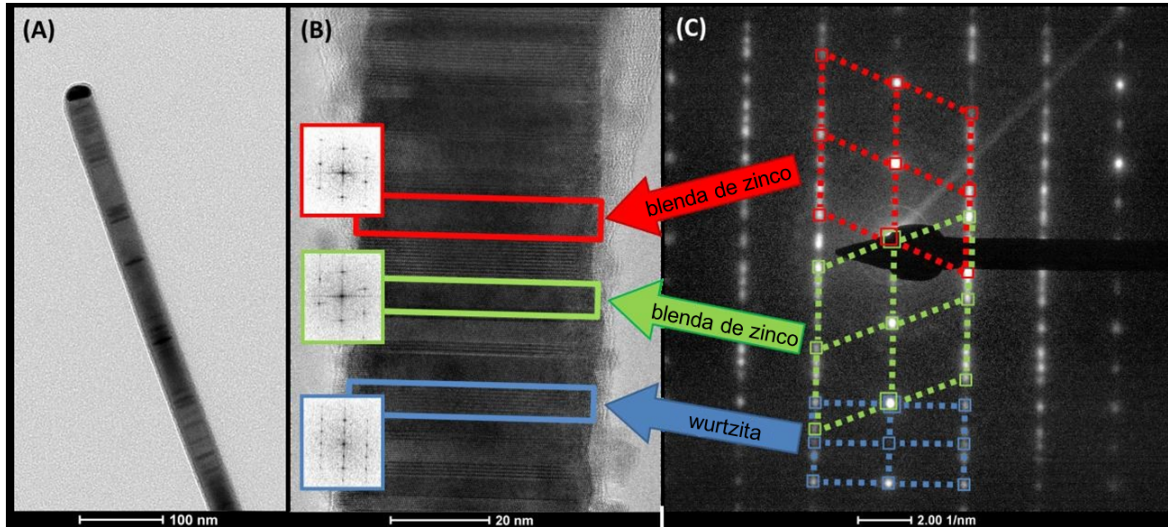 (A)
(B)
(C)
blenda de zinco
blenda de zinco
wurtzita
100 nm
20 nm
2.00 1/nm